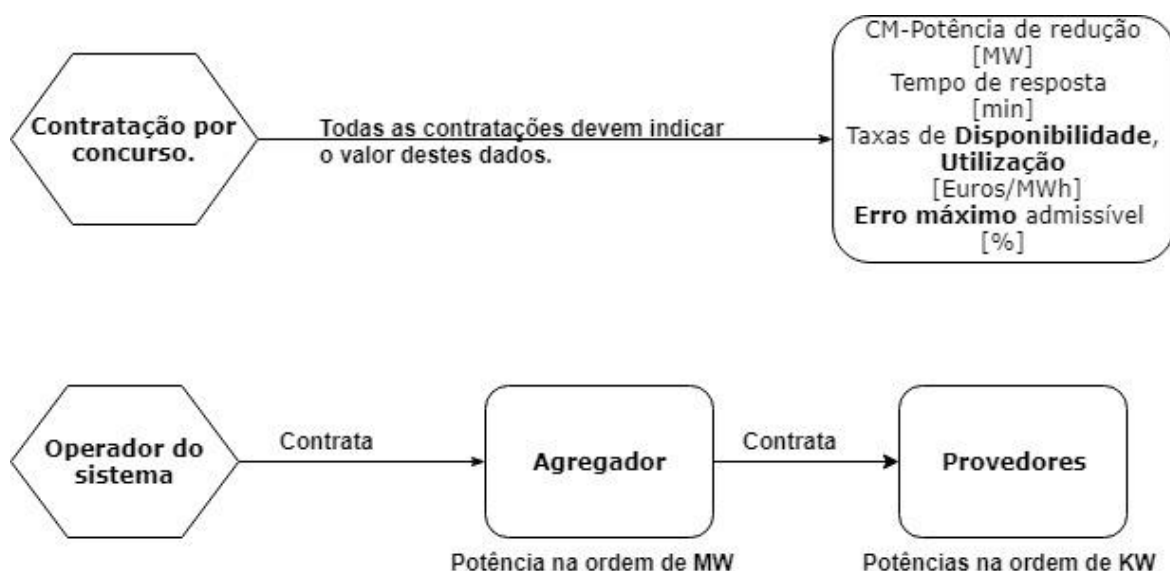 Contratação por
concurso.
Todas as contratações devem indicar
o valor destes dados.
CM-Potência de redução
[MW]
Tempo de resposta
[min]
Taxas de Disponibilidade,
Utilização
[Euros/MWh]
Erro máximo admissível
[%]
Operador do
sistema
Contrata
Agregador
Contrata
Provedores
Potência na ordem de MW
Potências na ordem de KW